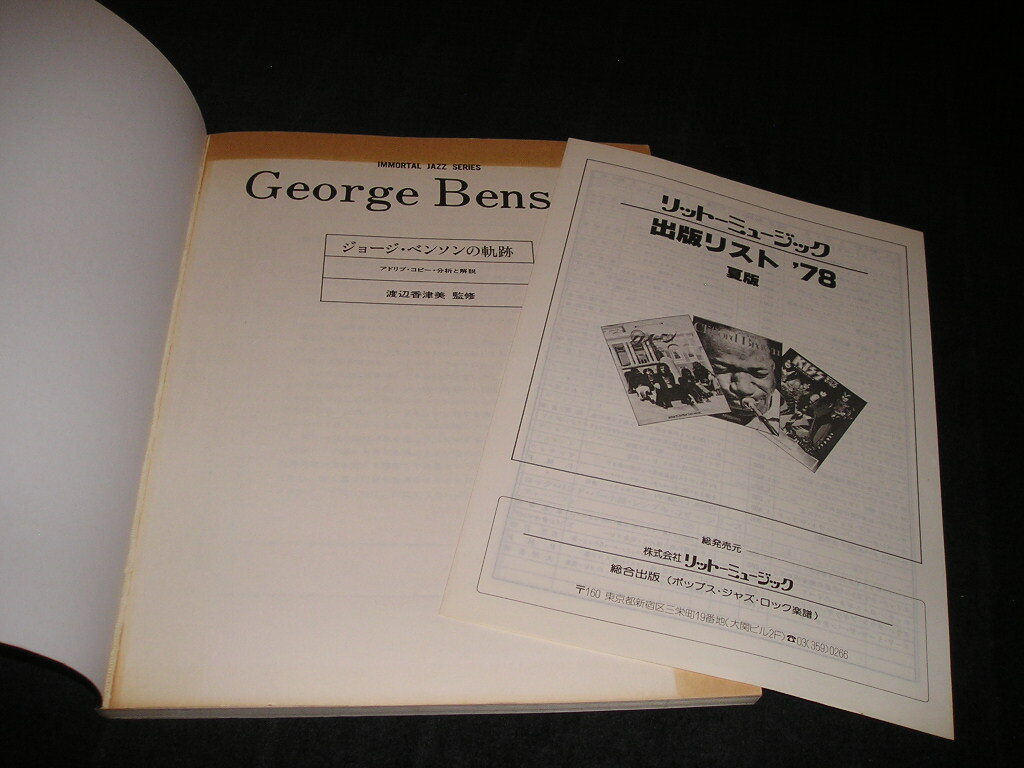 IMMORTAL JAZZ SERIES
George Bens
ジョージ・ベンソンの軌跡
アドリブ・コピー・分析と解説
渡辺香津美 監修
リットーミュージック
出版リスト '78
夏版
Clifford Brown
KISS
総発売元
株式会社 リットーミュージック
総合出版（ポップス・ジャズ・ロック楽譜）
〒160 東京都新宿区三栄町19番地(大関ビル2F)☎03(359)0266